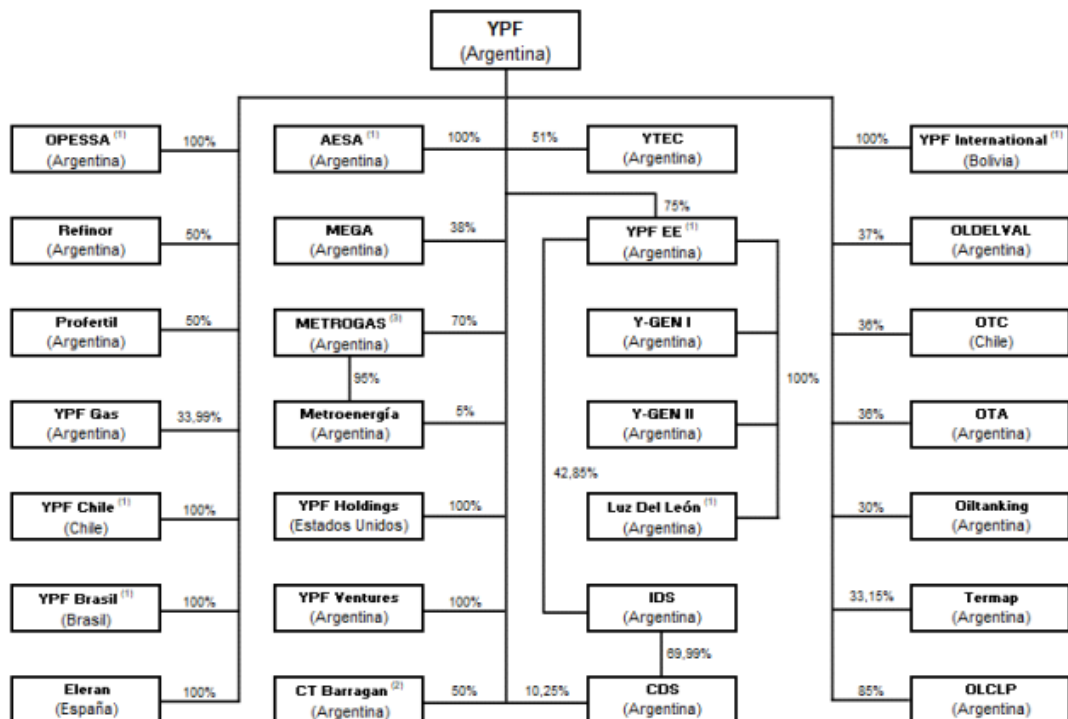 YPF
(Argentina)
OPESSA (1)
(Argentina)
100%
AESA (1)
(Argentina)
100%
51%
YTEC
(Argentina)
100%
YPF International (1)
(Bolivia)
75%
Refinor
(Argentina)
50%
MEGA
(Argentina)
38%
YPF EE (1)
(Argentina)
37%
OLDELVAL
(Argentina)
Profertil
(Argentina)
50%
METROGAS (3)
(Argentina)
70%
Y-GEN I
(Argentina)
36%
OTC
(Chile)
95%
100%
YPF Gas
(Argentina)
33,99%
Metroenergía
(Argentina)
5%
Y-GEN II
(Argentina)
36%
OTA
(Argentina)
42,85%
YPF Chile (1)
(Chile)
100%
YPF Holdings
(Estados Unidos)
100%
Luz Del León (1)
(Argentina)
30%
Oiltanking
(Argentina)
YPF Brasil (1)
(Brasil)
100%
YPF Ventures
(Argentina)
100%
IDS
(Argentina)
33,15%
Termap
(Argentina)
69,99%
Eleran
(España)
100%
CT Barragan (2)
(Argentina)
50%
10,25%
CDS
(Argentina)
85%
OLCLP
(Argentina)